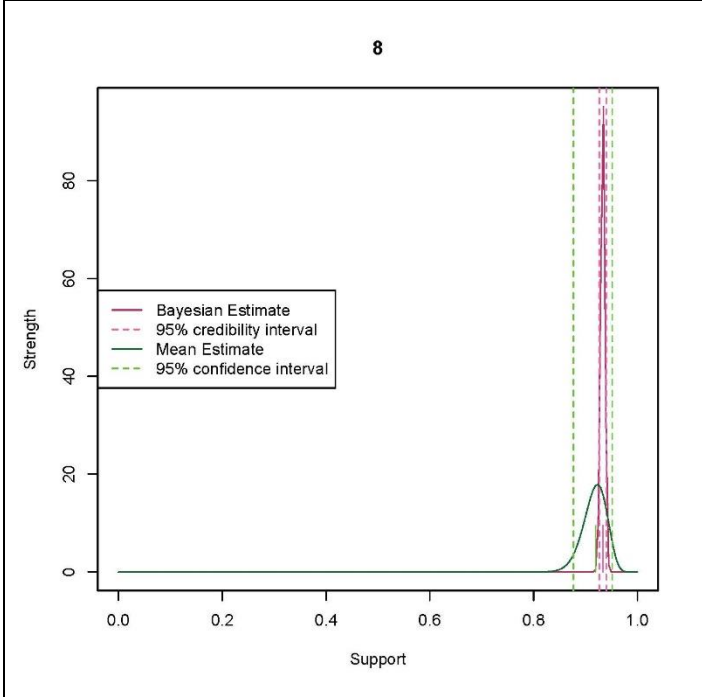 8
Strength
80
60
40
20
0
Bayesian Estimate
95% credibility interval
Mean Estimate
95% confidence interval
0.0 0.2 0.4 0.6 0.8 1.0
Support